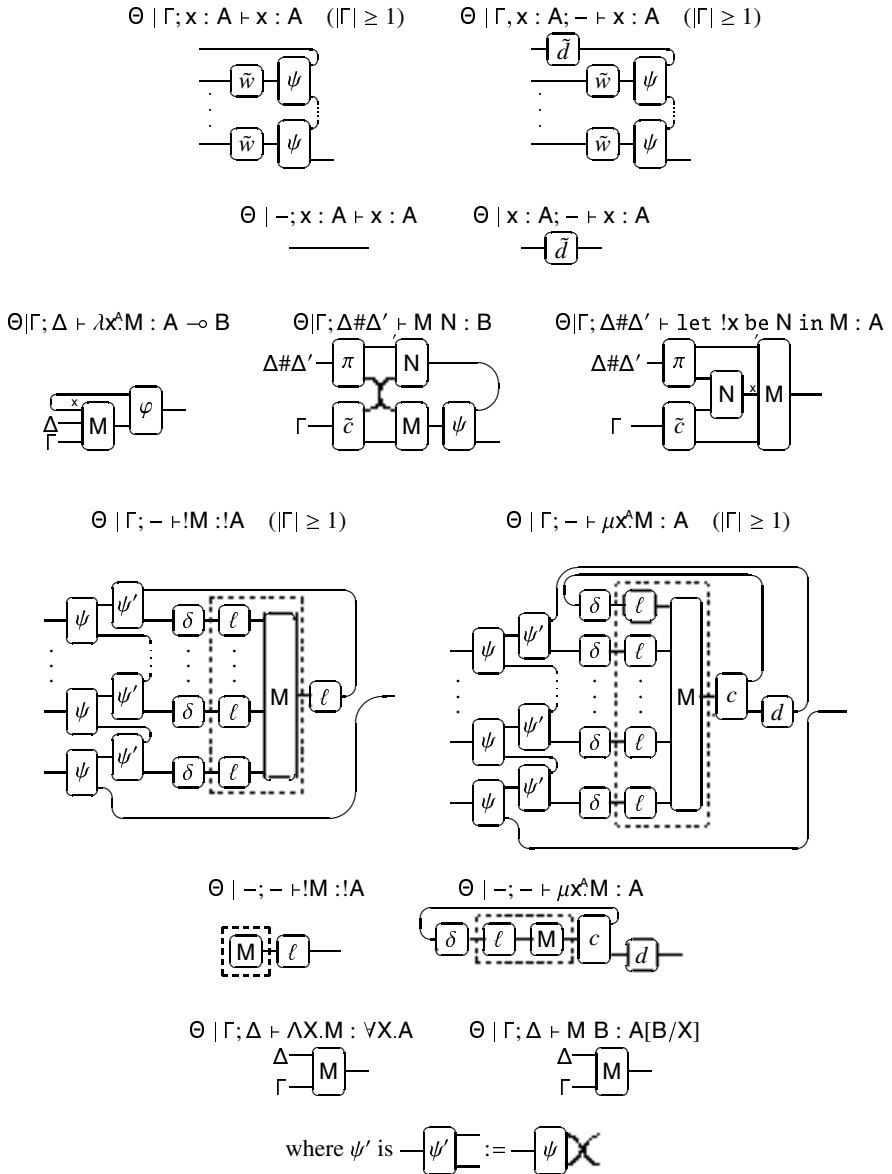 Θ | Γ; x : A ⊢ x : A (|Γ| ≥ 1) Θ | Γ, x : A; − ⊢ x : A (|Γ| ≥ 1)
d̃
w̃ ψ w̃ ψ
w̃ ψ w̃ ψ
Θ | −; x : A ⊢ x : A Θ | x : A; − ⊢ x : A
d̃
Θ|Γ; Δ ⊢ λx^A.M : A ⊸ B Θ|Γ; Δ#Δ′ ⊢ M N : B Θ|Γ; Δ#Δ′ ⊢ let !x be N in M : A
Δ#Δ′ π N Δ#Δ′ π
x φ N x M
Δ M
Γ Γ c̃ M ψ Γ c̃
Θ | Γ; − ⊢!M :!A (|Γ| ≥ 1) Θ | Γ; − ⊢ μx^A.M : A (|Γ| ≥ 1)
ψ ψ′ δ ℓ δ ℓ
ψ ψ′ δ ℓ
M ℓ M c d
ψ ψ′ δ ℓ ψ ψ′ δ ℓ
ψ ψ′ δ ℓ ψ ψ′ δ ℓ
Θ | −; − ⊢!M :!A Θ | −; − ⊢ μx^A.M : A
M ℓ δ ℓ M c d
Θ | Γ; Δ ⊢ ΛX.M : ∀X.A Θ | Γ; Δ ⊢ M B : A[B/X]
Δ M Δ M
Γ Γ
where ψ′ is ψ′ := ψ